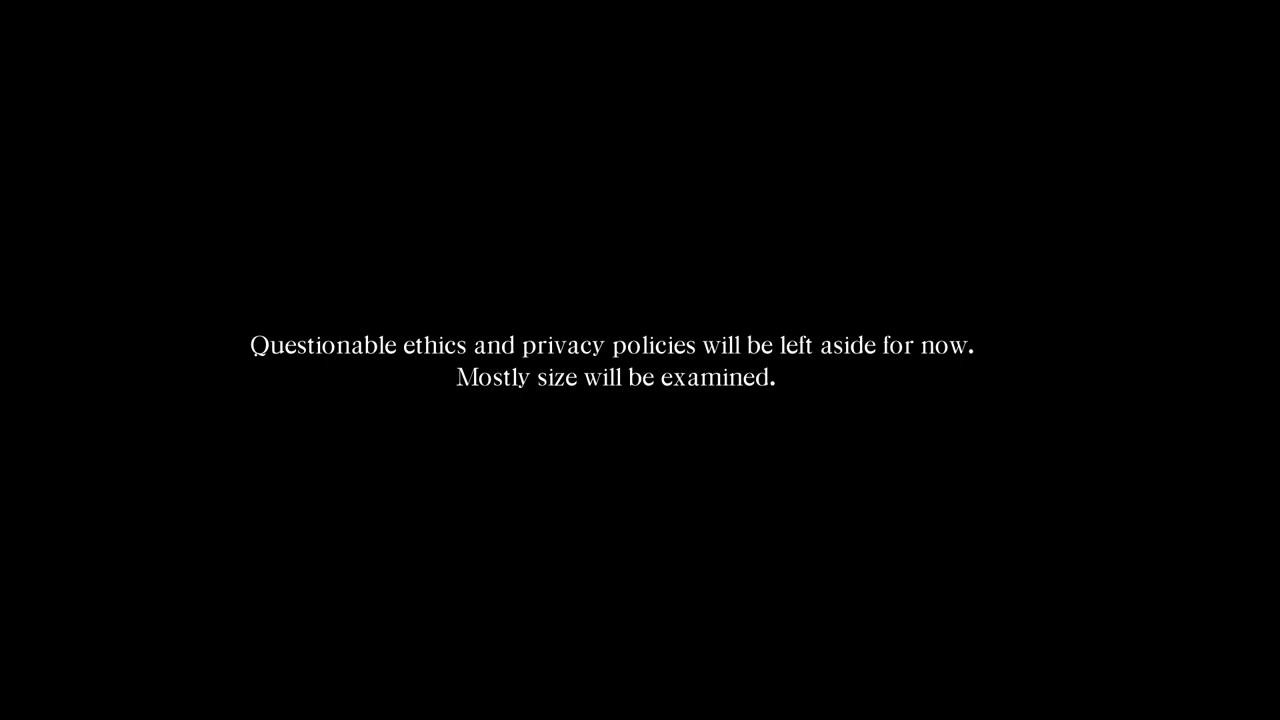 Questionable ethics and privacy policies will be left aside for now.
Mostly size will be examined.